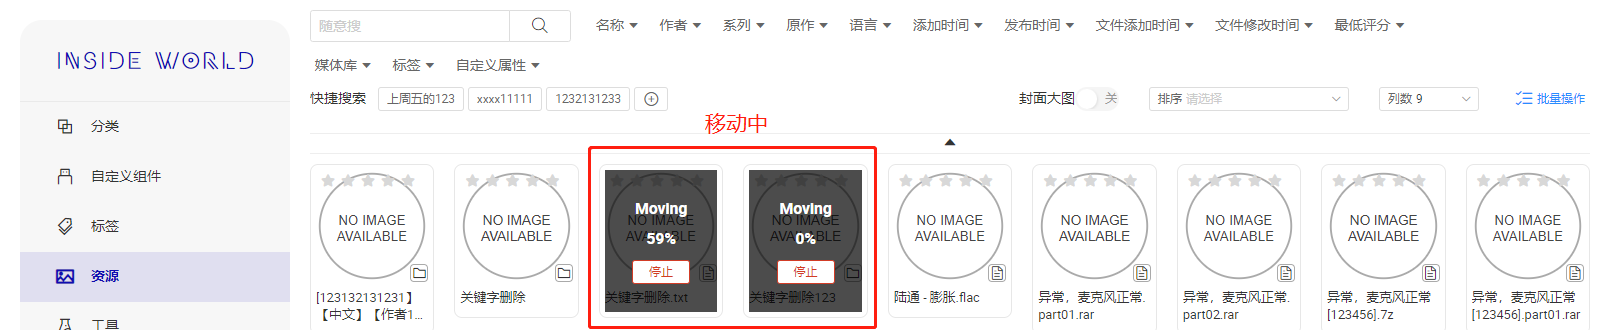 随意搜
名称 作者 系列 原作 语言 添加时间 发布时间 文件添加时间 文件修改时间 最低评分
INSIDE WORLD
媒体库 标签 自定义属性
快捷搜索 上周五的123 xxxx11111 1232131233
封面大图 关 排序 请选择 列数 9 批量操作
移动中
分类
自定义组件
标签
资源
工具
NO IMAGE
AVAILABLE
[123132131231]
【中文】【作者1...
NO IMAGE
AVAILABLE
关键字删除
NO IMAGE
AVAILABLE
Moving
59%
停止
关键字删除.txt
NO IMAGE
AVAILABLE
Moving
0%
停止
关键字删除123
NO IMAGE
AVAILABLE
陆通 - 膨胀.flac
NO IMAGE
AVAILABLE
异常，麦克风正常.
part01.rar
NO IMAGE
AVAILABLE
异常，麦克风正常.
part02.rar
NO IMAGE
AVAILABLE
异常，麦克风正常
[123456].7z
NO IMAGE
AVAILABLE
异常，麦克风正常
[123456].part01.rar